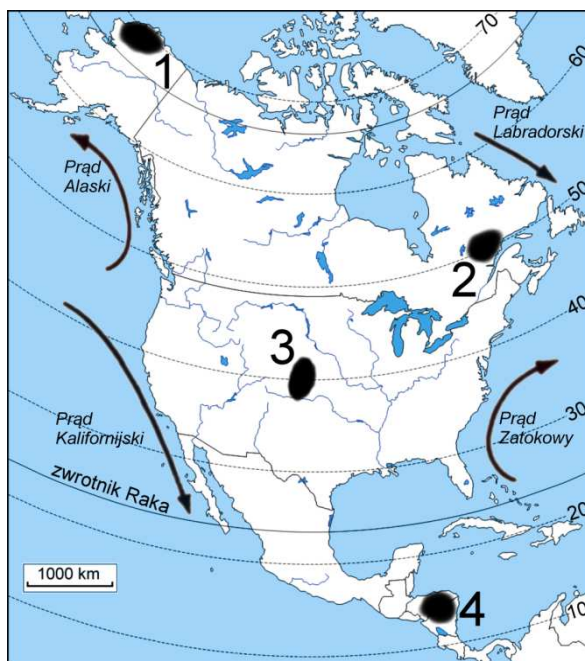 70
60
50
40
30
20
10
1
2
3
4
Prąd
Alaski
Prąd
Labradorski
Prąd
Kalifornijski
Prąd
Zatokowy
zwrotnik Raka
1000 km